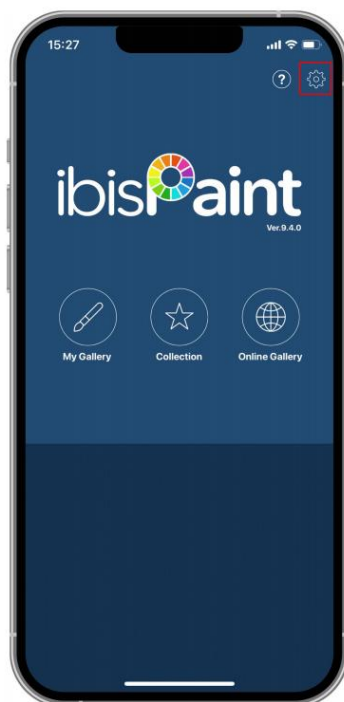 15:27
?
ibisPaint
Ver.9.4.0
My Gallery
Collection
Online Gallery